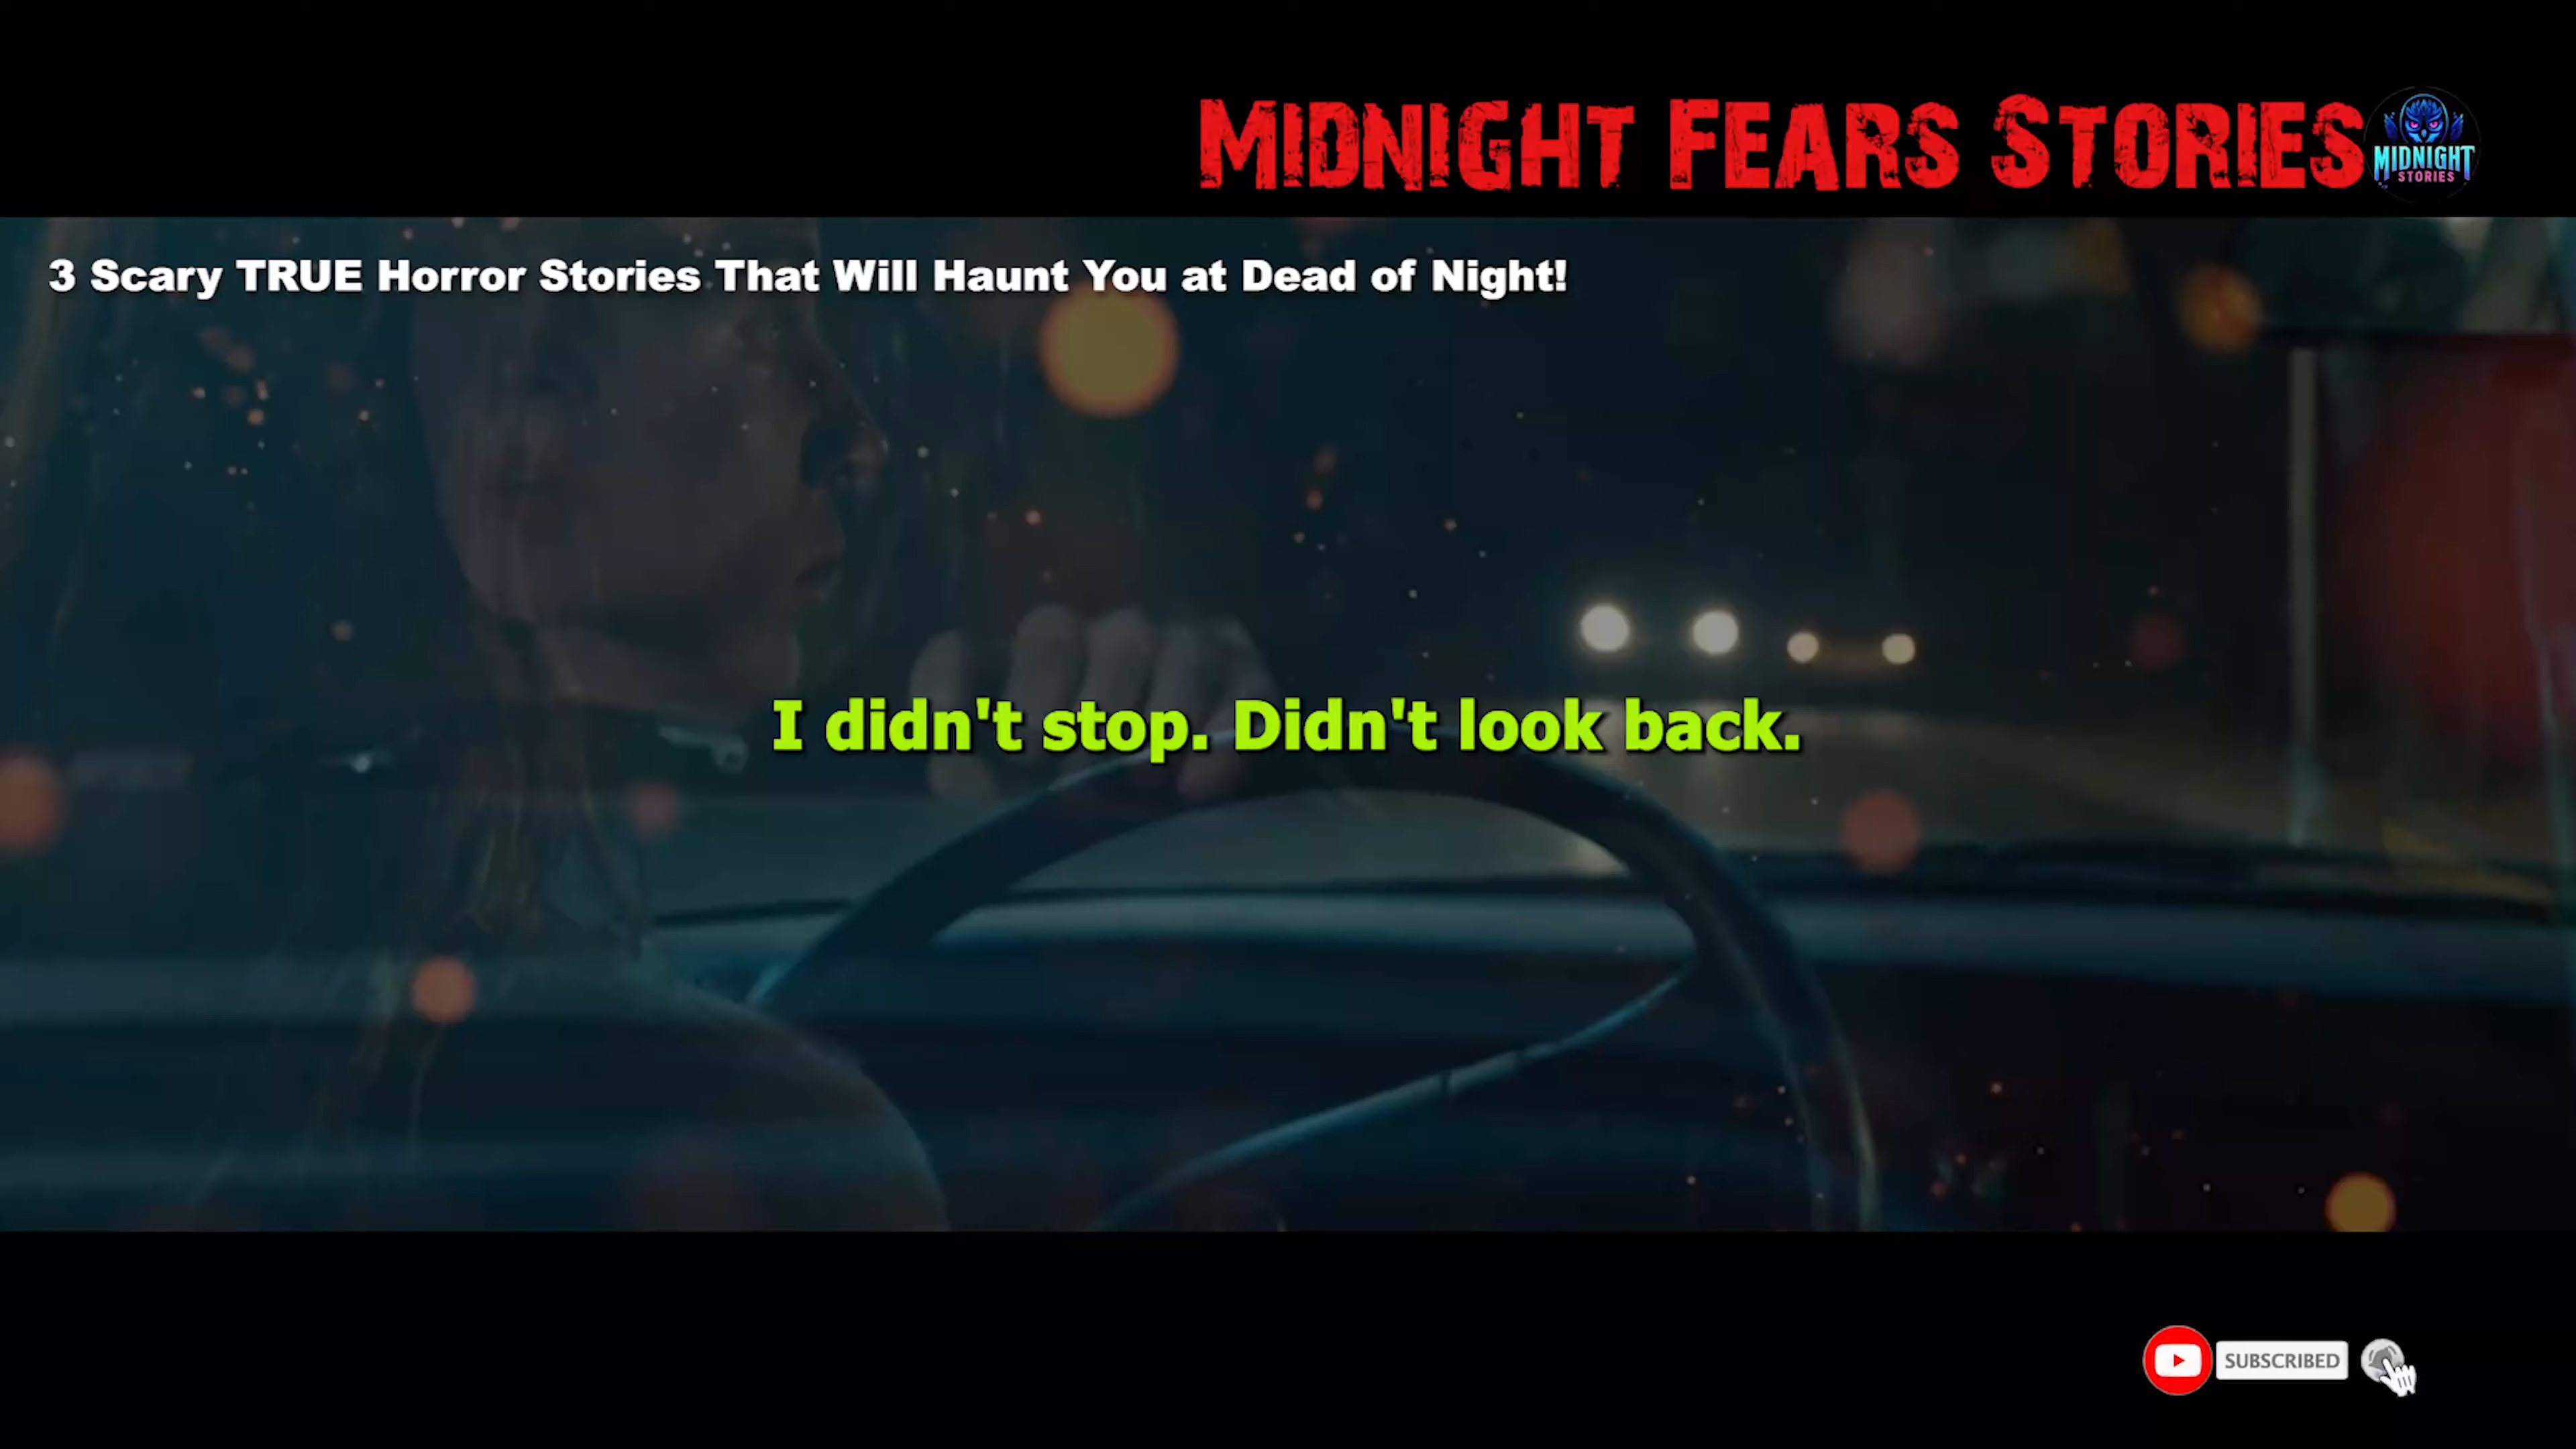 MIDNIGHT FEARS STORIES
MIDNIGHT
STORIES
3 Scary TRUE Horror Stories That Will Haunt You at Dead of Night!
I didn't stop. Didn't look back.
SUBSCRIBED